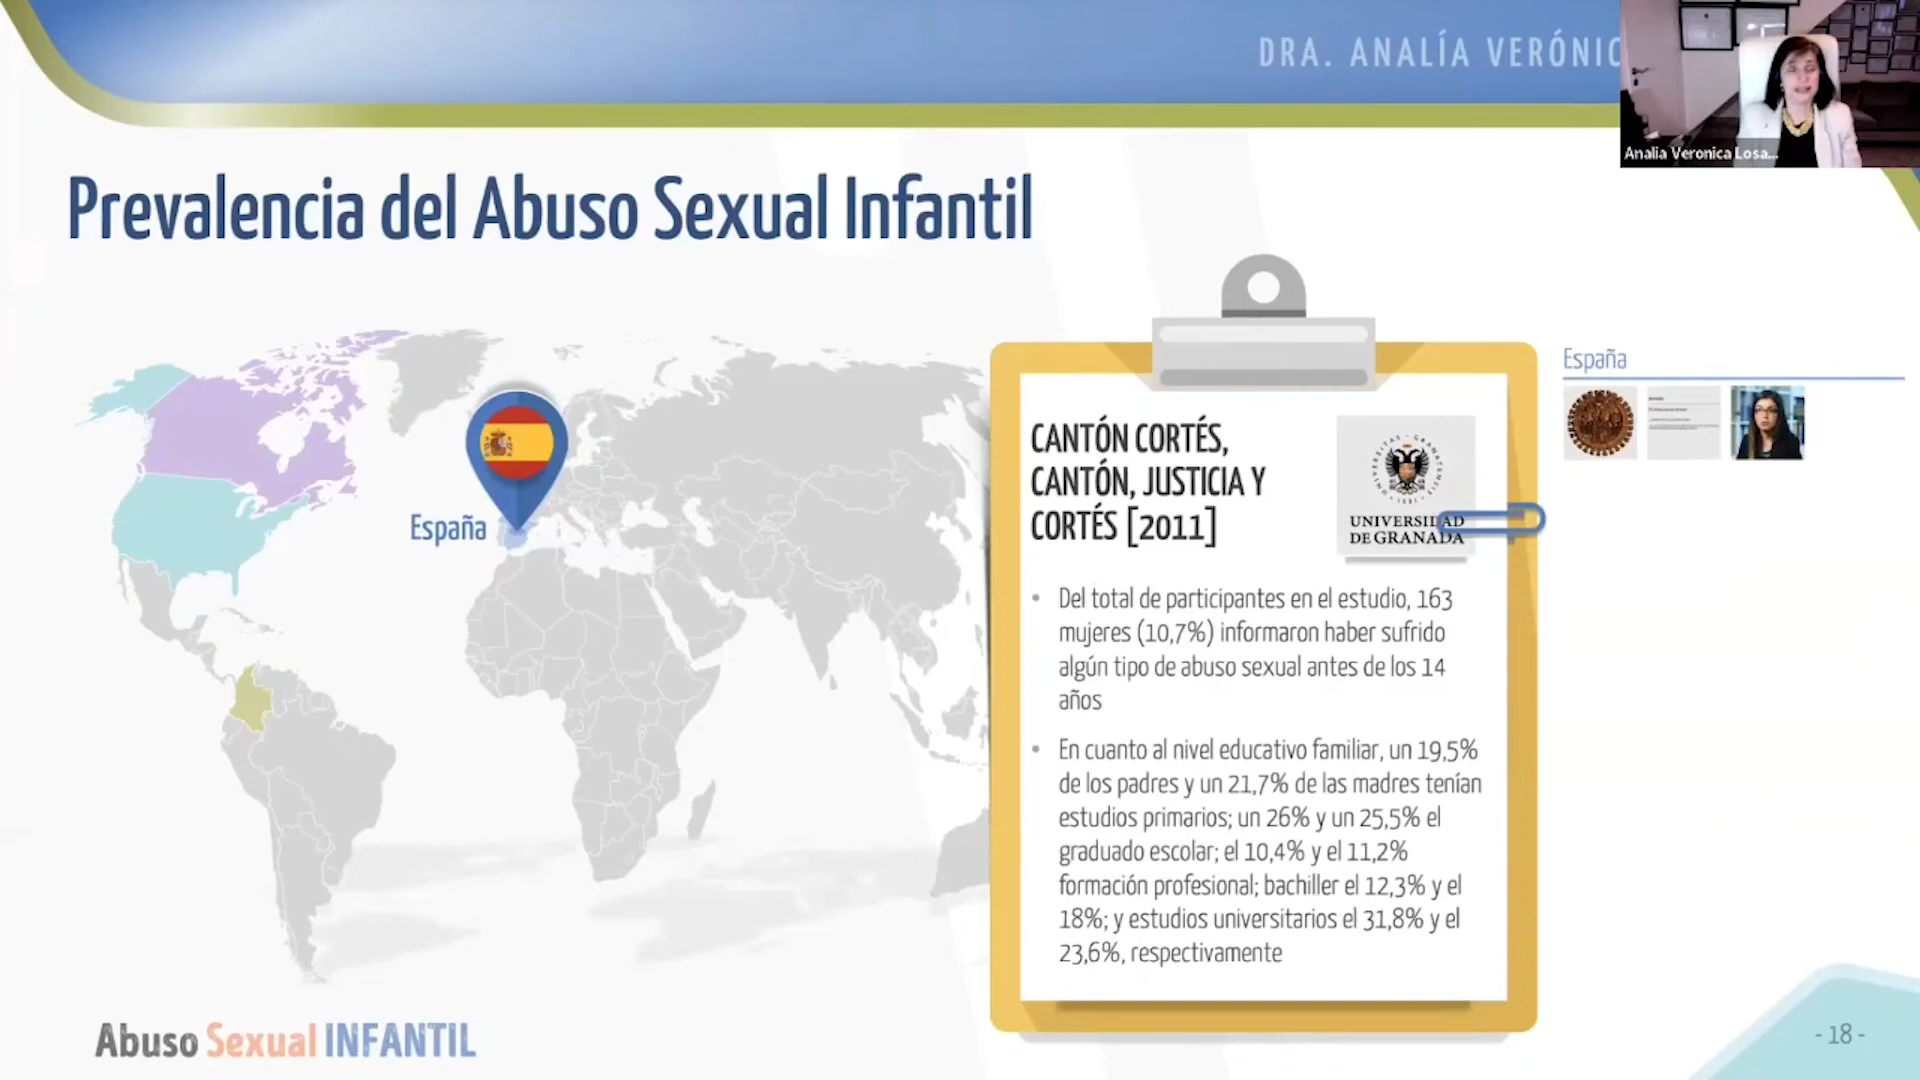 DRA. ANALÍA VERÓNIC
Analia Veronica Losa...
Prevalencia del Abuso Sexual Infantil
España
España
CANTÓN CORTÉS,
CANTÓN, JUSTICIA Y
CORTÉS [2011]
UNIVERSITAS GRANATENSIS
1531
UNIVERSIDAD
DE GRANADA
• Del total de participantes en el estudio, 163
mujeres (10,7%) informaron haber sufrido
algún tipo de abuso sexual antes de los 14
años
• En cuanto al nivel educativo familiar, un 19,5%
de los padres y un 21,7% de las madres tenían
estudios primarios; un 26% y un 25,5% el
graduado escolar; el 10,4% y el 11,2%
formación profesional; bachiller el 12,3% y el
18%; y estudios universitarios el 31,8% y el
23,6%, respectivamente
Abuso Sexual INFANTIL
- 18 -